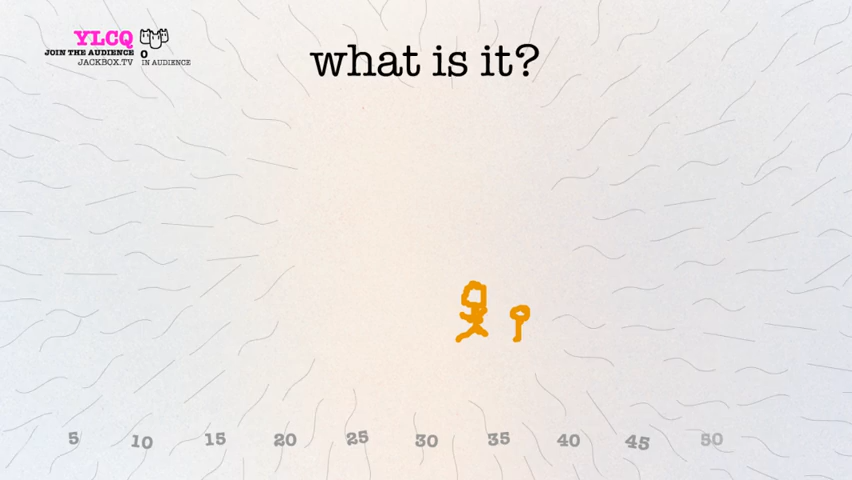 YLCQ
JOIN THE AUDIENCE
JACKBOX.TV
0
IN AUDIENCE
what is it?
5 10 15 20 25 30 35 40 45 50